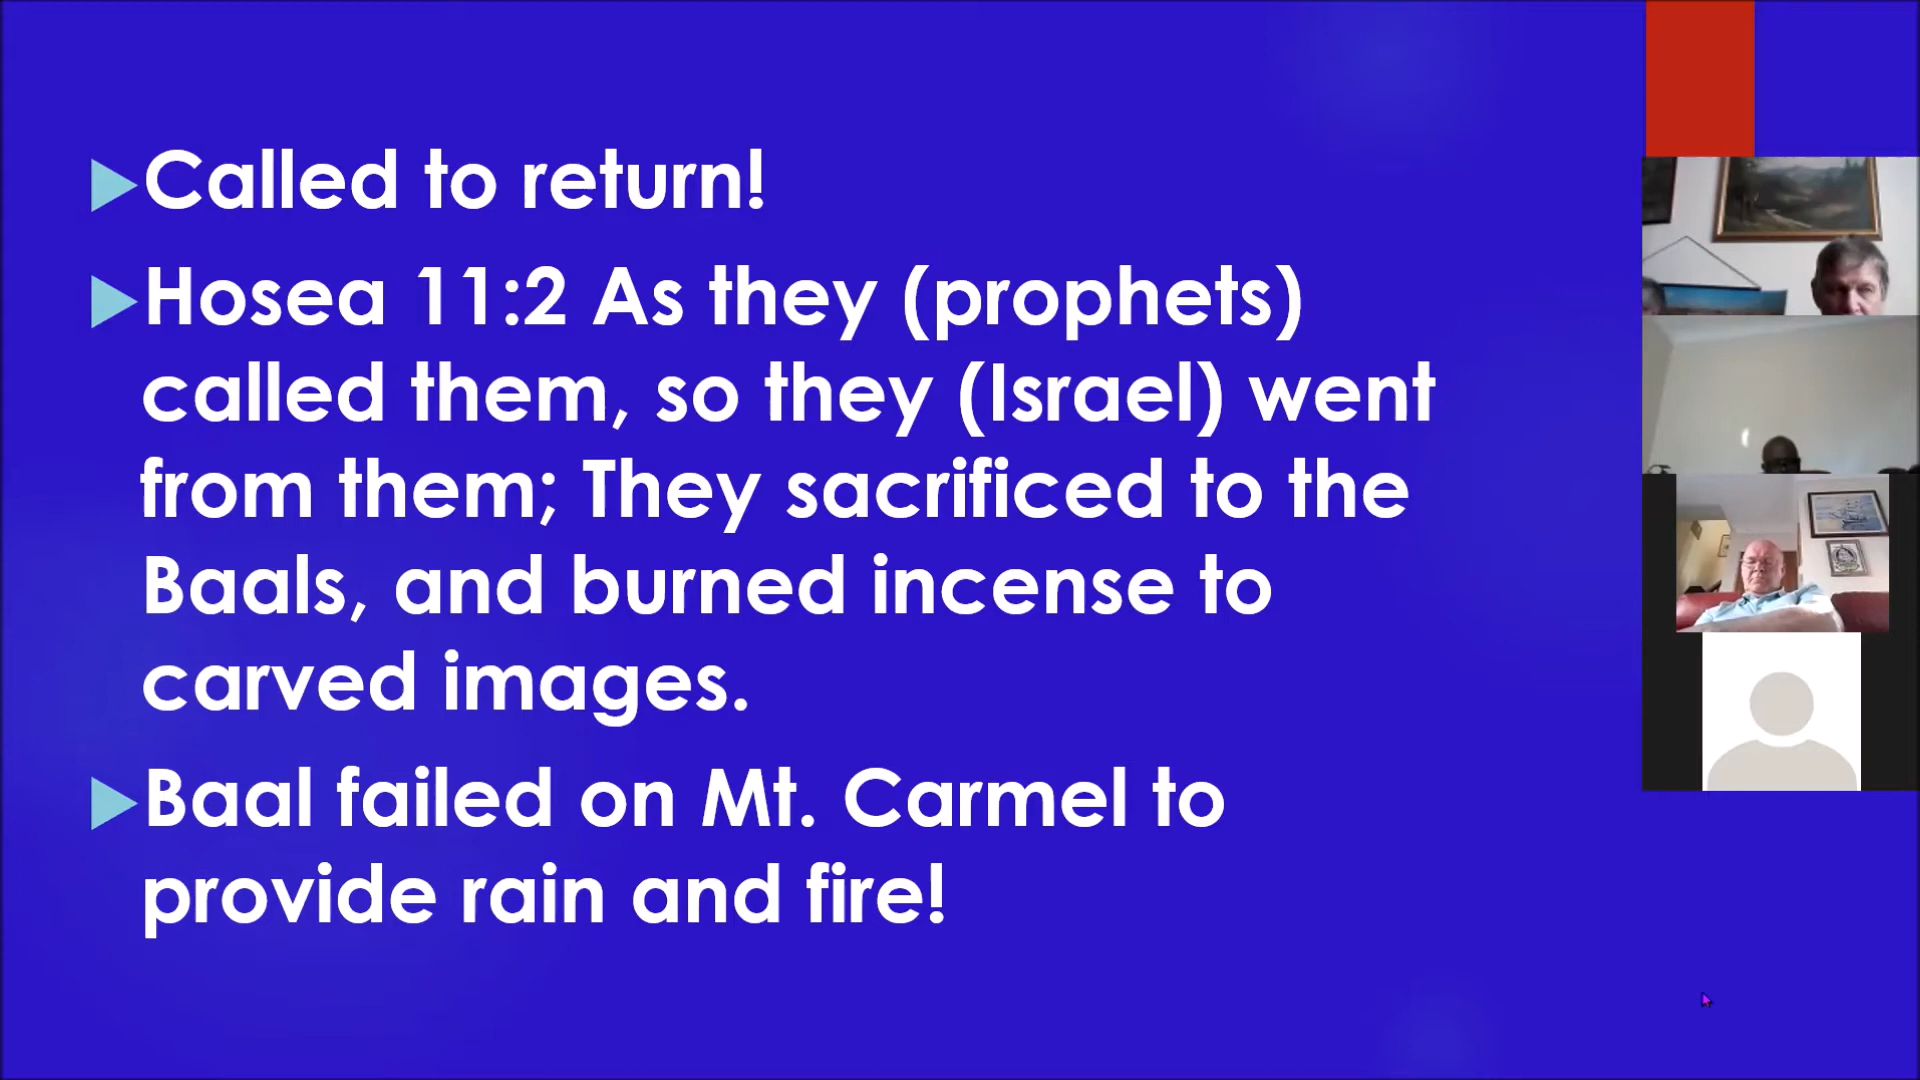 Called to return!
Hosea 11:2 As they (prophets)
called them, so they (Israel) went
from them; They sacrificed to the
Baals, and burned incense to
carved images.
Baal failed on Mt. Carmel to
provide rain and fire!